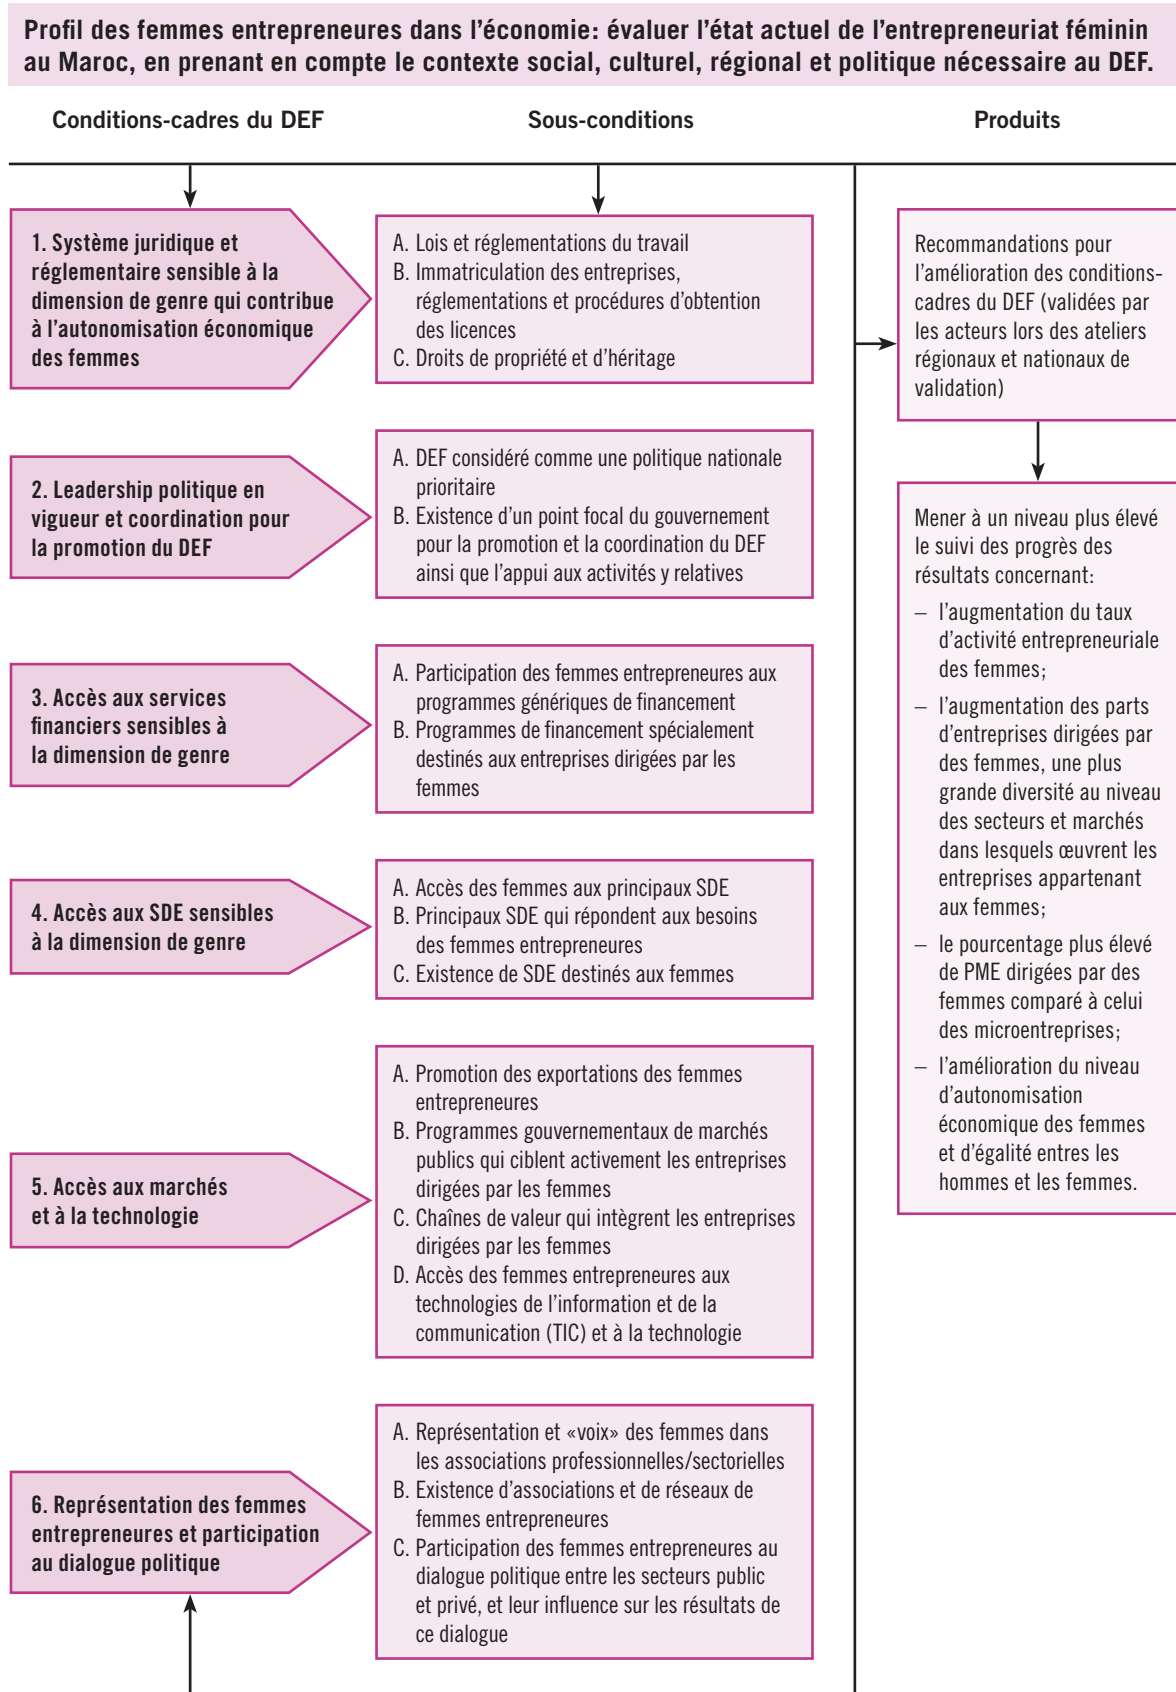 Profil des femmes entrepreneures dans l'économie: évaluer l'état actuel de l'entrepreneuriat féminin
au Maroc, en prenant en compte le contexte social, culturel, régional et politique nécessaire au DEF.
Conditions-cadres du DEF
Sous-conditions
Produits
1. Système juridique et
réglementaire sensible à la
dimension de genre qui contribue
à l'autonomisation économique
des femmes
A. Lois et réglementations du travail
B. Immatriculation des entreprises,
réglementations et procédures d'obtention
des licences
C. Droits de propriété et d'héritage
2. Leadership politique en
vigueur et coordination pour
la promotion du DEF
A. DEF considéré comme une politique nationale
prioritaire
B. Existence d'un point focal du gouvernement
pour la promotion et la coordination du DEF
ainsi que l'appui aux activités y relatives
3. Accès aux services
financiers sensibles à
la dimension de genre
A. Participation des femmes entrepreneures aux
programmes génériques de financement
B. Programmes de financement spécialement
destinés aux entreprises dirigées par les
femmes
4. Accès aux SDE sensibles
à la dimension de genre
A. Accès des femmes aux principaux SDE
B. Principaux SDE qui répondent aux besoins
des femmes entrepreneures
C. Existence de SDE destinés aux femmes
5. Accès aux marchés
et à la technologie
A. Promotion des exportations des femmes
entrepreneures
B. Programmes gouvernementaux de marchés
publics qui ciblent activement les entreprises
dirigées par les femmes
C. Chaînes de valeur qui intègrent les entreprises
dirigées par les femmes
D. Accès des femmes entrepreneures aux
technologies de l'information et de la
communication (TIC) et à la technologie
6. Représentation des femmes
entrepreneures et participation
au dialogue politique
A. Représentation et «voix» des femmes dans
les associations professionnelles/sectorielles
B. Existence d'associations et de réseaux de
femmes entrepreneures
C. Participation des femmes entrepreneures au
dialogue politique entre les secteurs public
et privé, et leur influence sur les résultats de
ce dialogue
Recommandations pour
l'amélioration des conditions-
cadres du DEF (validées par
les acteurs lors des ateliers
régionaux et nationaux de
validation)
Mener à un niveau plus élevé
le suivi des progrès des
résultats concernant:
– l'augmentation du taux
d'activité entrepreneuriale
des femmes;
– l'augmentation des parts
d'entreprises dirigées par
des femmes, une plus
grande diversité au niveau
des secteurs et marchés
dans lesquels œuvrent les
entreprises appartenant
aux femmes;
– le pourcentage plus élevé
de PME dirigées par des
femmes comparé à celui
des microentreprises;
– l'amélioration du niveau
d'autonomisation
économique des femmes
et d'égalité entres les
hommes et les femmes.